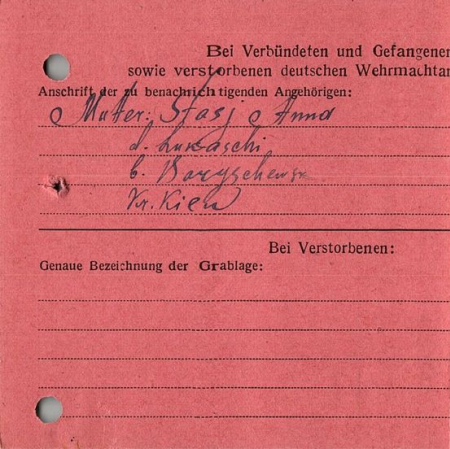 Bei Verbündeten und Gefangenen
sowie verstorbenen deutschen Wehrmachtan
Anschrift der zu benachrichtigenden Angehörigen:
Mutter: Stasj Anna
d. Lukaschi
b. Baryschewsk
Kr. Kiew
Bei Verstorbenen:
Genaue Bezeichnung der Grablage: